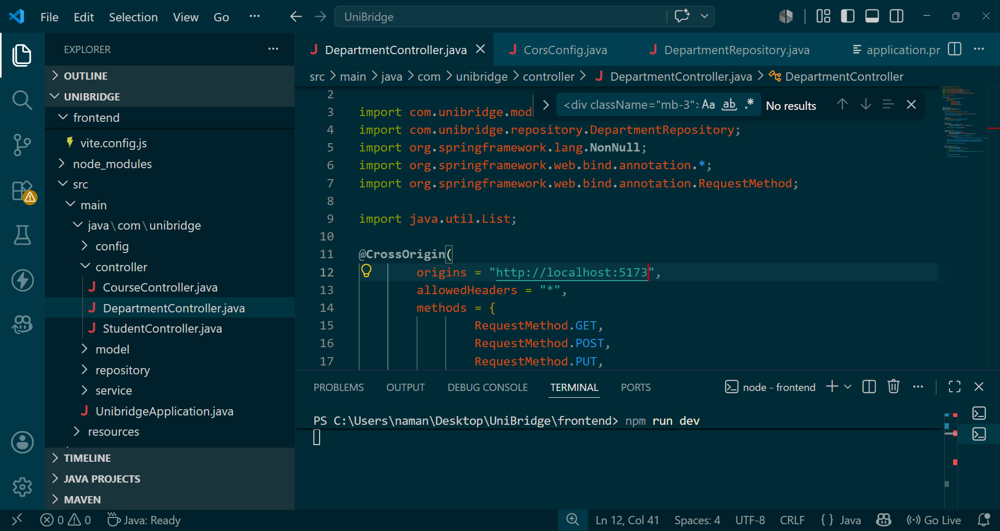 File Edit Selection View Go ···
UniBridge
EXPLORER ···
OUTLINE
UNIBRIDGE
frontend
vite.config.js
node_modules
src
main
java\com\unibridge
config
controller
CourseController.java
DepartmentController.java
StudentController.java
model
repository
service
UnibridgeApplication.java
resources
TIMELINE
JAVA PROJECTS
MAVEN
DepartmentController.java CorsConfig.java DepartmentRepository.java application.pr ···
src > main > java > com > unibridge > controller > DepartmentController.java > DepartmentController
<div className="mb-3"> Aa ab .* No results
2
3 import com.unibridge.mod
4 import com.unibridge.repository.DepartmentRepository;
5 import org.springframework.lang.NonNull;
6 import org.springframework.web.bind.annotation.*;
7 import org.springframework.web.bind.annotation.RequestMethod;
8
9 import java.util.List;
10
11 @CrossOrigin(
12 origins = "http://localhost:5173",
13 allowedHeaders = "*",
14 methods = {
15 RequestMethod.GET,
16 RequestMethod.POST,
17 RequestMethod.PUT,
PROBLEMS OUTPUT DEBUG CONSOLE TERMINAL PORTS node - frontend ···
PS C:\Users\naman\Desktop\UniBridge\frontend> npm run dev
0 0 Java: Ready Ln 12, Col 41 Spaces: 4 UTF-8 CRLF { } Java Go Live